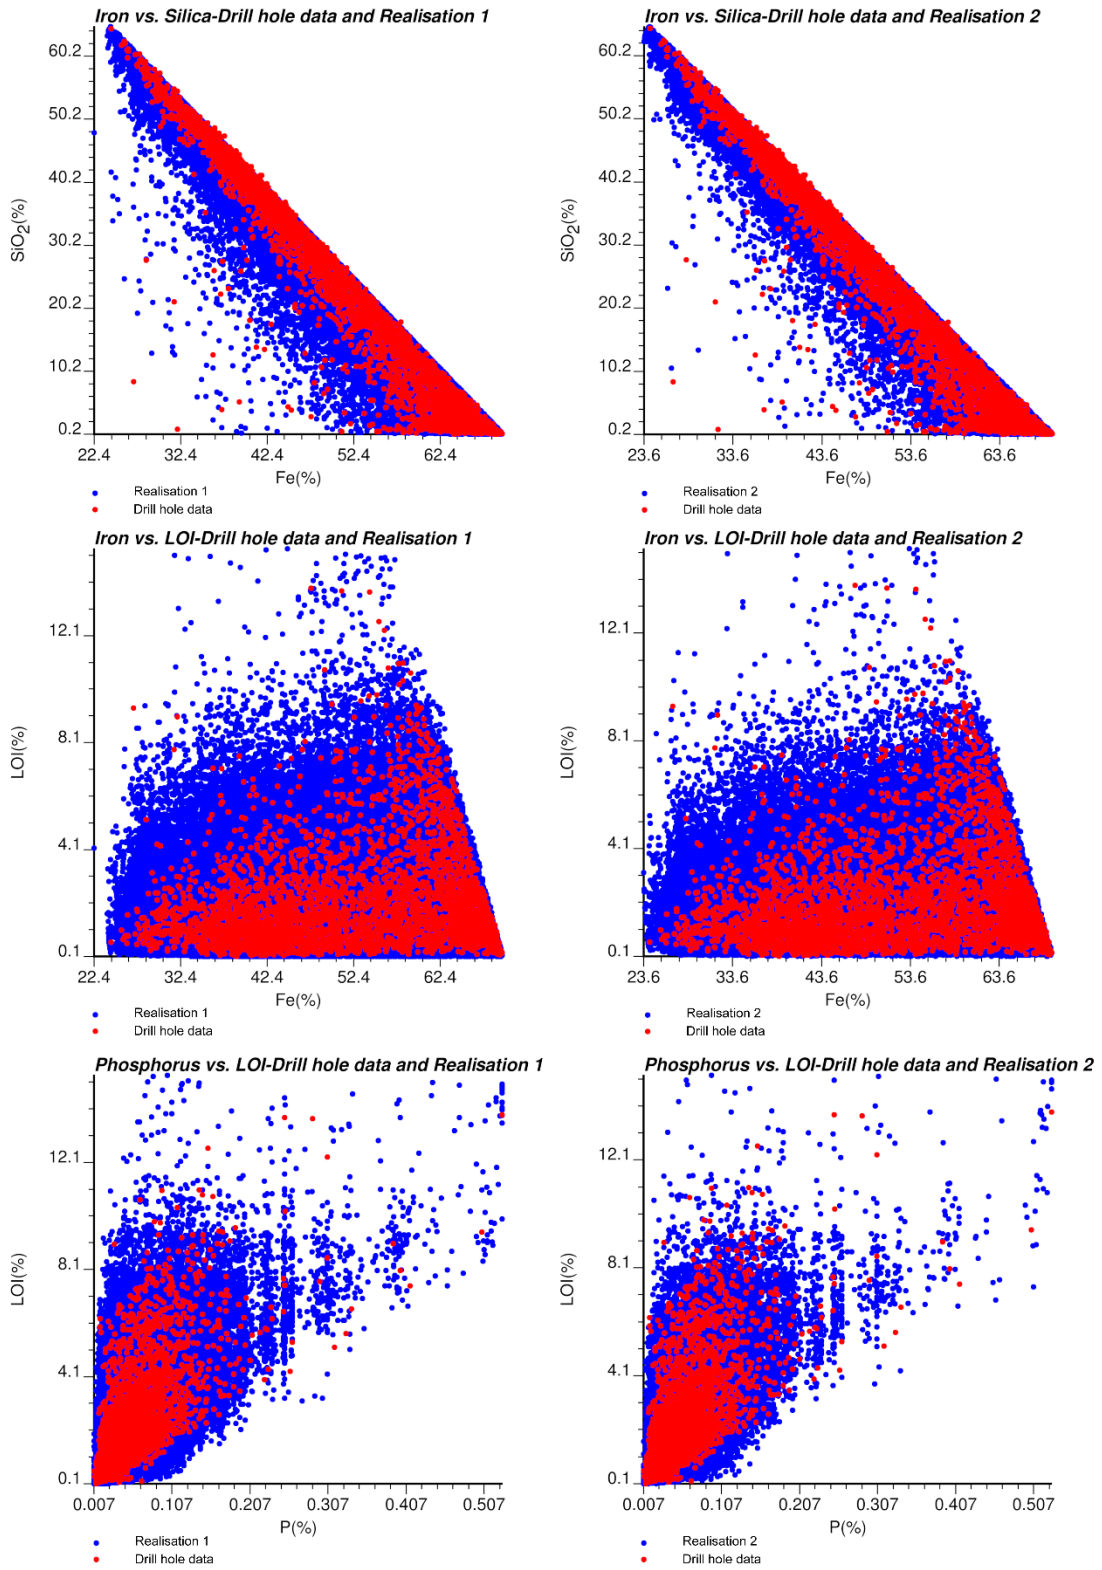 Iron vs. Silica-Drill hole data and Realisation 1
60.2
50.2
40.2
30.2
20.2
10.2
0.2
SiO2(%)
22.4 32.4 42.4 52.4 62.4
Fe(%)
Realisation 1
Drill hole data
Iron vs. Silica-Drill hole data and Realisation 2
60.2
50.2
40.2
30.2
20.2
10.2
0.2
SiO2(%)
23.6 33.6 43.6 53.6 63.6
Fe(%)
Realisation 2
Drill hole data
Iron vs. LOI-Drill hole data and Realisation 1
12.1
8.1
4.1
0.1
LOI(%)
22.4 32.4 42.4 52.4 62.4
Fe(%)
Realisation 1
Drill hole data
Iron vs. LOI-Drill hole data and Realisation 2
12.1
8.1
4.1
0.1
LOI(%)
23.6 33.6 43.6 53.6 63.6
Fe(%)
Realisation 2
Drill hole data
Phosphorus vs. LOI-Drill hole data and Realisation 1
12.1
8.1
4.1
0.1
LOI(%)
0.007 0.107 0.207 0.307 0.407 0.507
P(%)
Realisation 1
Drill hole data
Phosphorus vs. LOI-Drill hole data and Realisation 2
12.1
8.1
4.1
0.1
LOI(%)
0.007 0.107 0.207 0.307 0.407 0.507
P(%)
Realisation 2
Drill hole data